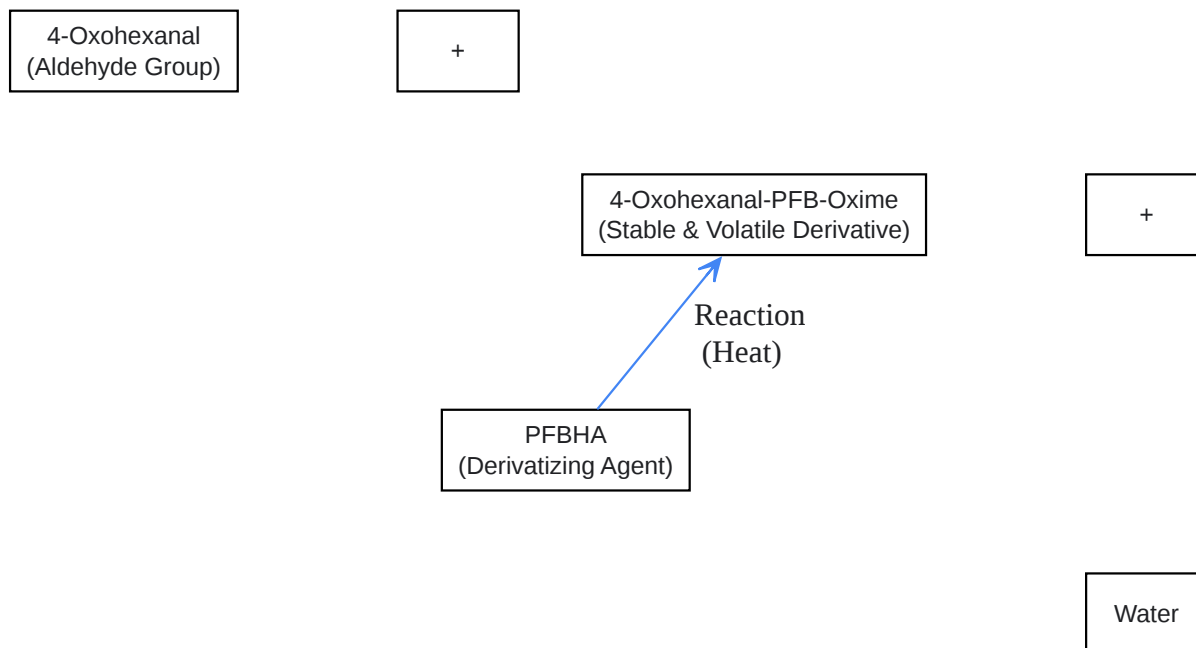 4-Oxohexanal
(Aldehyde Group)
+
4-Oxohexanal-PFB-Oxime
(Stable & Volatile Derivative)
+
Reaction
(Heat)
PFBHA
(Derivatizing Agent)
Water